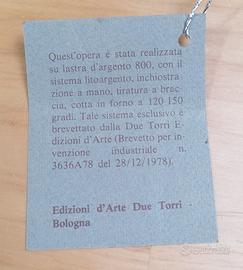 Quest'opera è stata realizzata
su lastra d'argento 800, con il
sistema litoargento, inchiostra-
zione a mano, tiratura a brac-
cia, cotta in forno a 120-150
gradi. Tale sistema esclusivo è
brevettato dalla Due Torri E-
dizioni d'Arte (Brevetto per in-
venzione industriale n.
3636A78 del 28/12/1978).
Edizioni d'Arte Due Torri -
Bologna